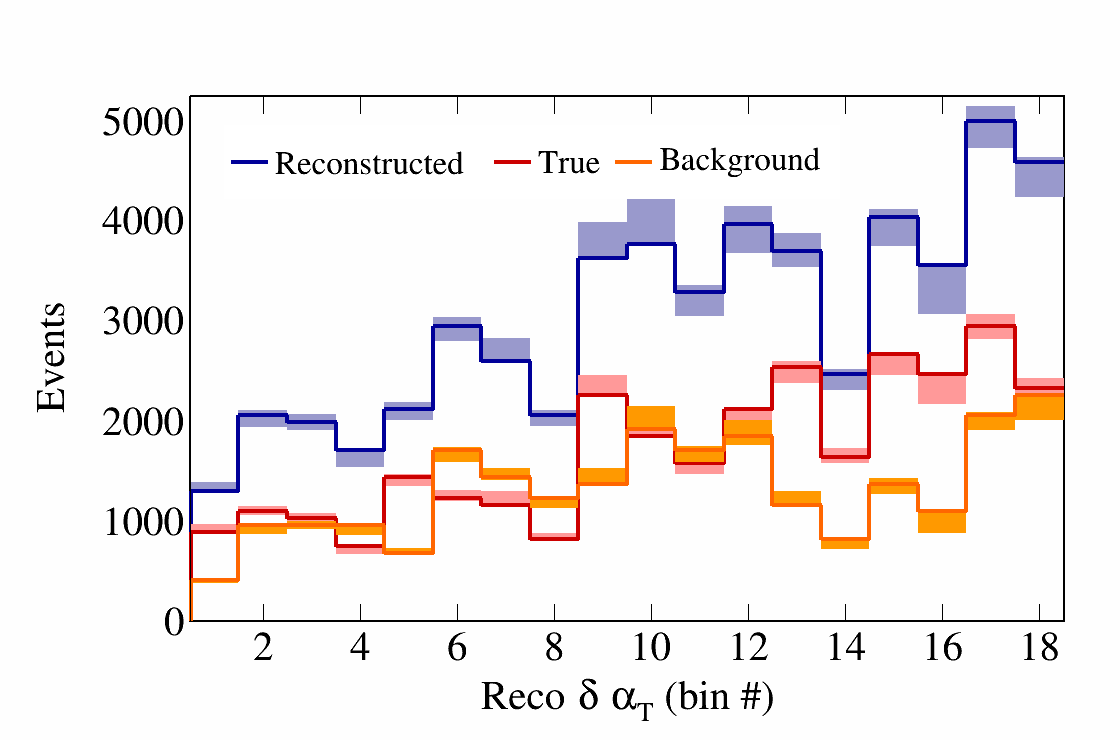 5000
4000
3000
2000
1000
0
Events
Reconstructed True Background
2 4 6 8 10 12 14 16 18
Reco δ α_T (bin #)